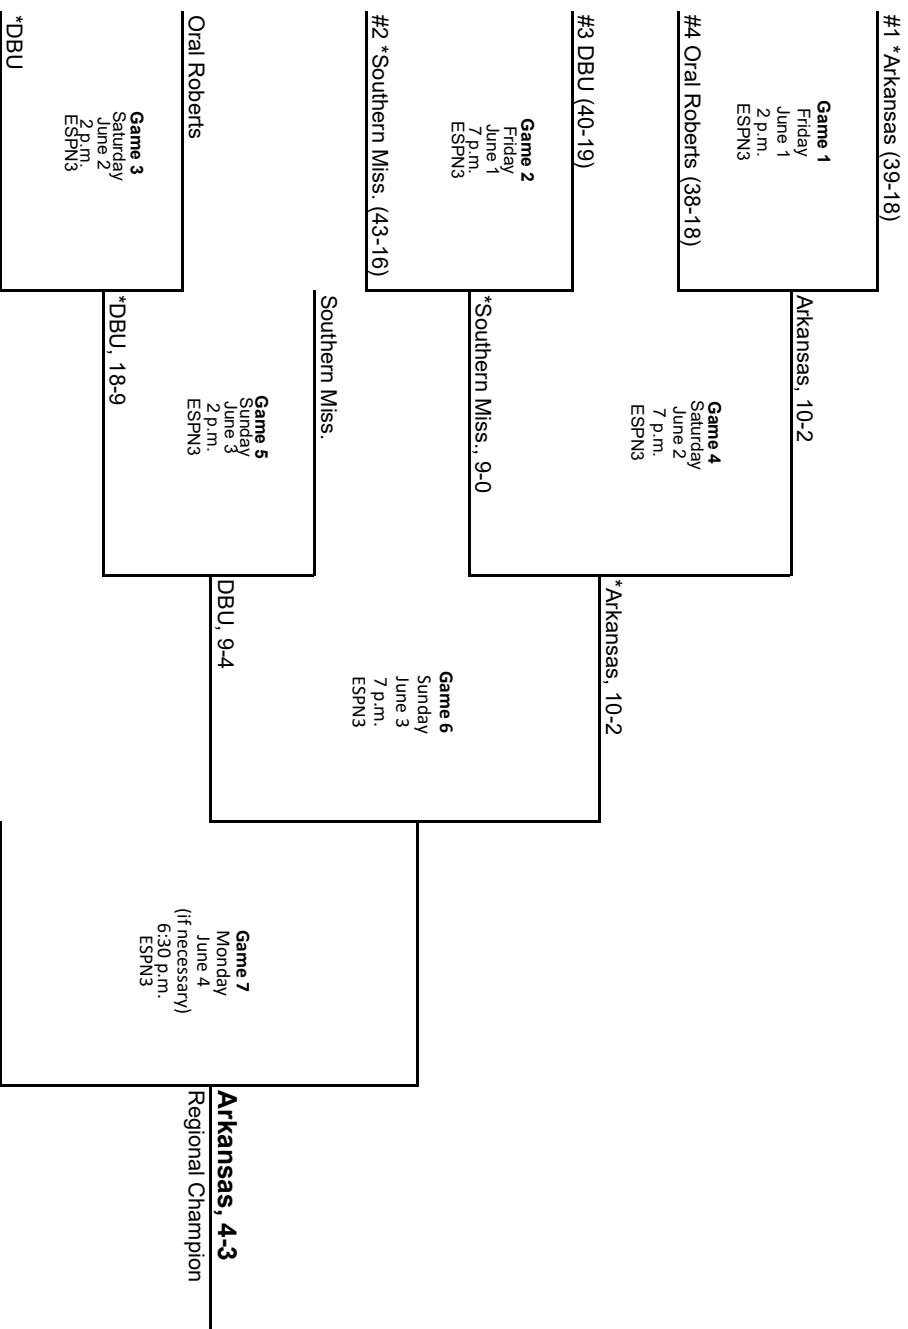 #1 *Arkansas (39-18)
Game 1
Friday
June 1
2 p.m.
ESPN3
#4 Oral Roberts (38-18)
Arkansas, 10-2
Game 4
Saturday
June 2
7 p.m.
ESPN3
#3 DBU (40-19)
Game 2
Friday
June 1
7 p.m.
ESPN3
#2 *Southern Miss. (43-16)
*Southern Miss., 9-0
*Arkansas, 10-2
Game 6
Sunday
June 3
7 p.m.
ESPN3
Southern Miss.
Game 5
Sunday
June 3
2 p.m.
ESPN3
Oral Roberts
Game 3
Saturday
June 2
2 p.m.
ESPN3
*DBU
*DBU, 18-9
DBU, 9-4
Game 7
Monday
June 4
(if necessary)
6:30 p.m.
ESPN3
Arkansas, 4-3
Regional Champion